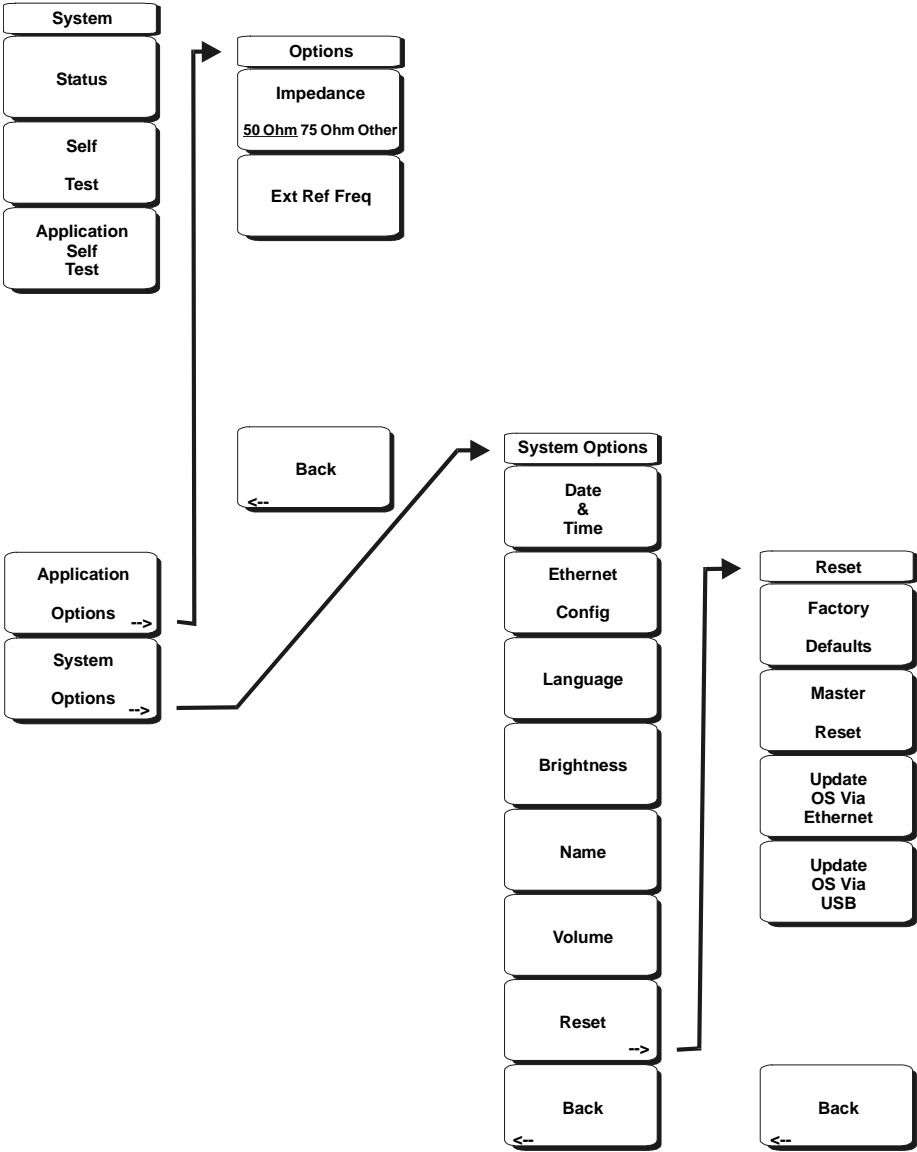 System
Status
Self
Test
Application
Self
Test
Application
Options
-->
System
Options
-->
Options
Impedance
50 Ohm 75 Ohm Other
Ext Ref Freq
Back
<--
System Options
Date
&
Time
Ethernet
Config
Language
Brightness
Name
Volume
Reset
-->
Back
<--
Reset
Factory
Defaults
Master
Reset
Update
OS Via
Ethernet
Update
OS Via
USB
Back
<--